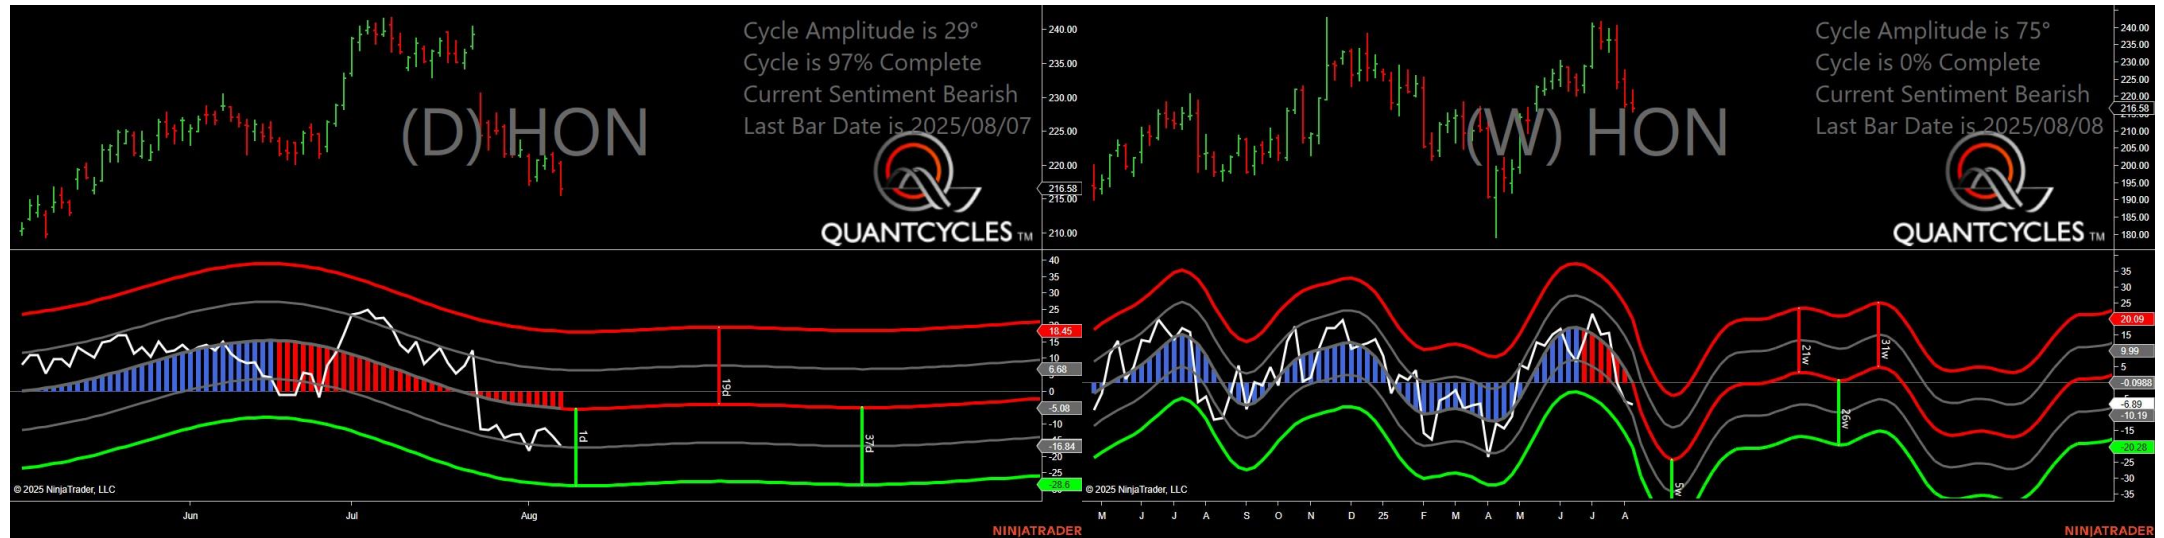 Cycle Amplitude is 29°
Cycle is 97% Complete
Current Sentiment Bearish
Last Bar Date is 2025/08/07
(D) HON
QUANTCYCLES TM
240.00
235.00
230.00
225.00
220.00
216.58
215.00
210.00
40
35
30
25
18.45
15
10
6.68
0
-5.08
-10
-16.84
-20
-25
-28.6
1d
19d
37d
© 2025 NinjaTrader, LLC
Jun
Jul
Aug
NINJATRADER
Cycle Amplitude is 75°
Cycle is 0% Complete
Current Sentiment Bearish
Last Bar Date is 2025/08/08
(W) HON
QUANTCYCLES TM
240.00
235.00
230.00
225.00
220.00
216.58
210.00
205.00
200.00
195.00
190.00
185.00
180.00
35
30
25
20.09
15
9.99
5
-0.0988
-6.89
-10.19
-15
-20.28
-25
-30
-35
5w
21w
26w
31w
© 2025 NinjaTrader, LLC
M
J
J
A
S
O
N
D
25
F
M
A
M
J
J
A
NINJATRADER